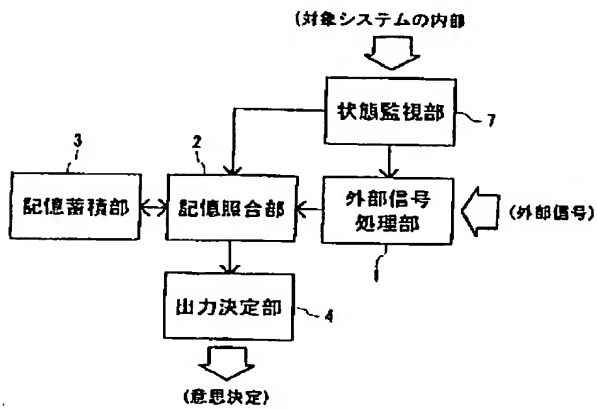 (対象システムの内部
状態監視部
7
3
2
記憶蓄積部
記憶照合部
外部信号
処理部
(外部信号)
1
出力決定部
4
(意思決定)